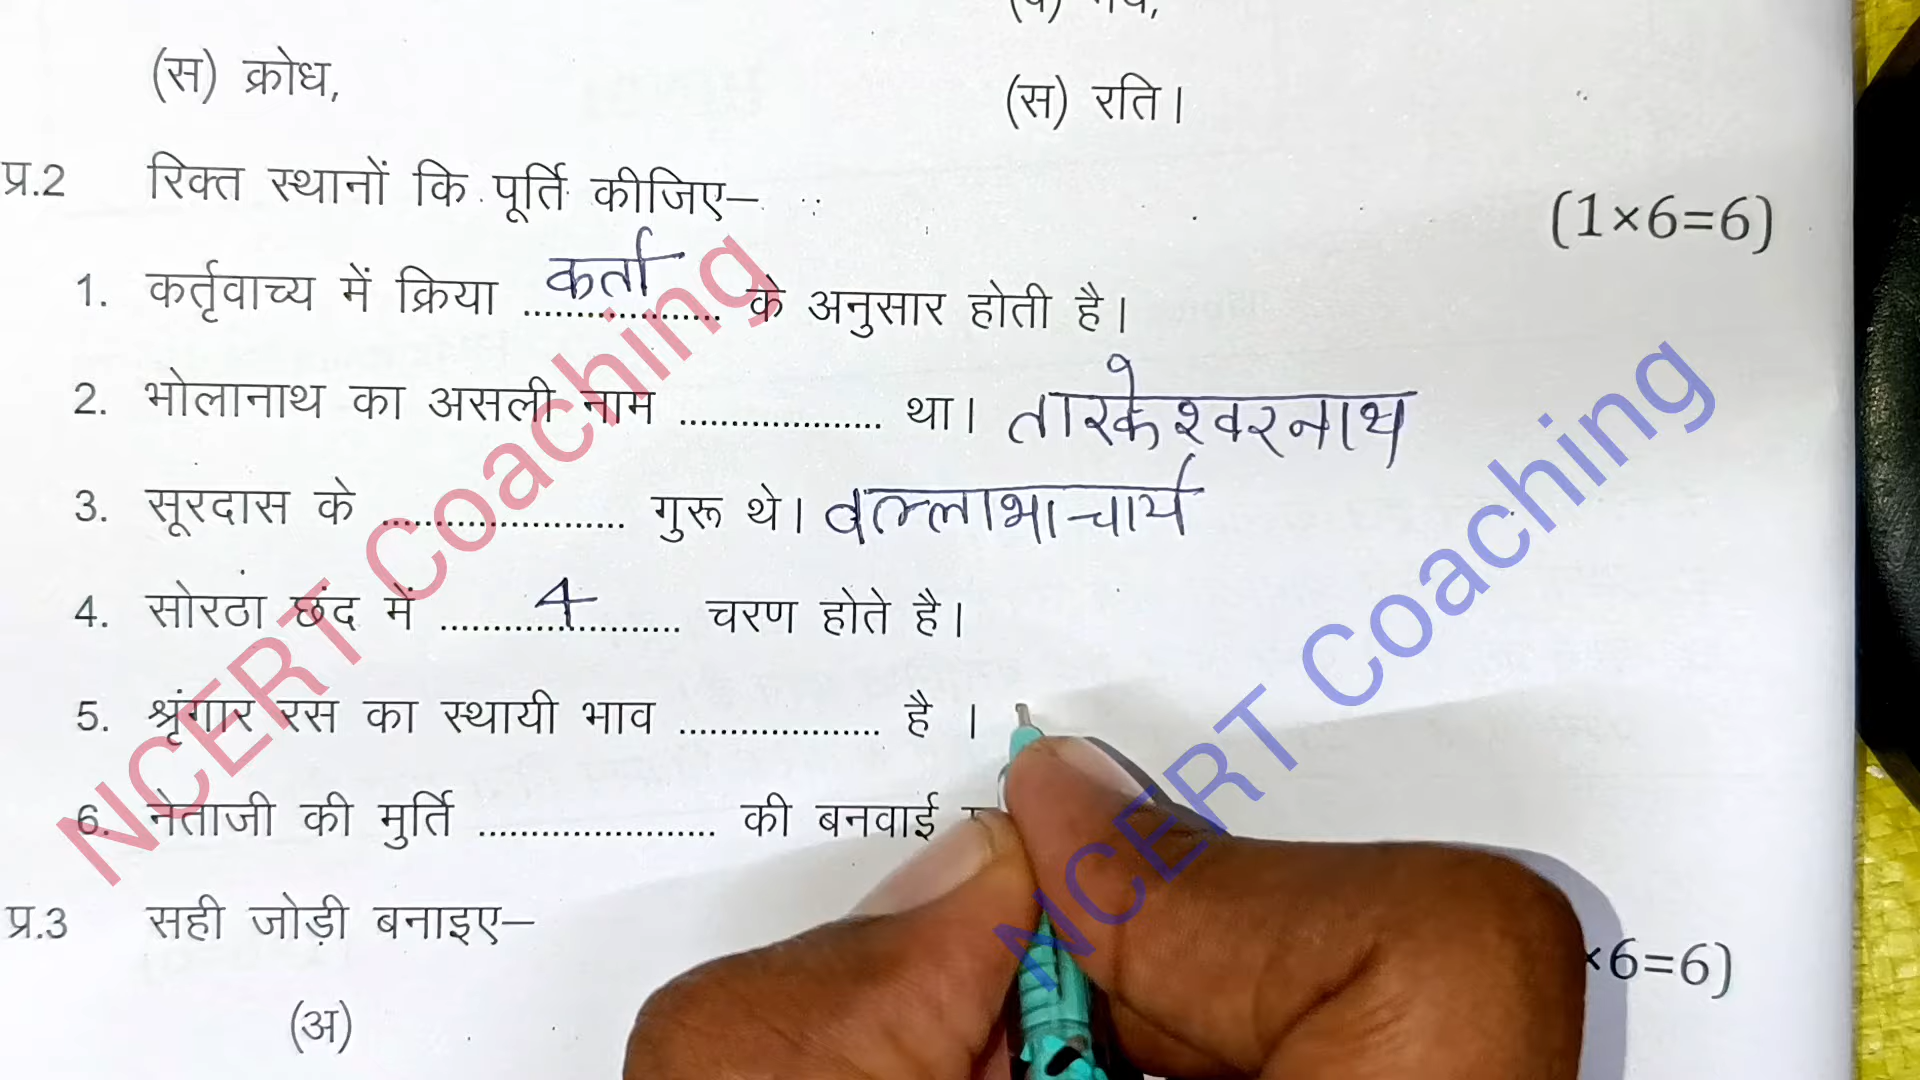 (स) क्रोध,
(स) रति।
प्र.2 रिक्त स्थानों कि पूर्ति कीजिए– (1×6=6)
1. कर्तृवाच्य में क्रिया ......कर्ता...... के अनुसार होती है।
2. भोलानाथ का असली नाम ................... था। तारकेश्वरनाथ
3. सूरदास के ....................... गुरू थे। वल्लाभाचार्य
4. सोरठा छंद में .........4......... चरण होते है।
5. श्रृंगार रस का स्थायी भाव ................... है ।
6. नेताजी की मुर्ति ....................... की बनवाई
प्र.3 सही जोड़ी बनाइए– ×6=6)
(अ)
NCERT Coaching
NCERT Coaching